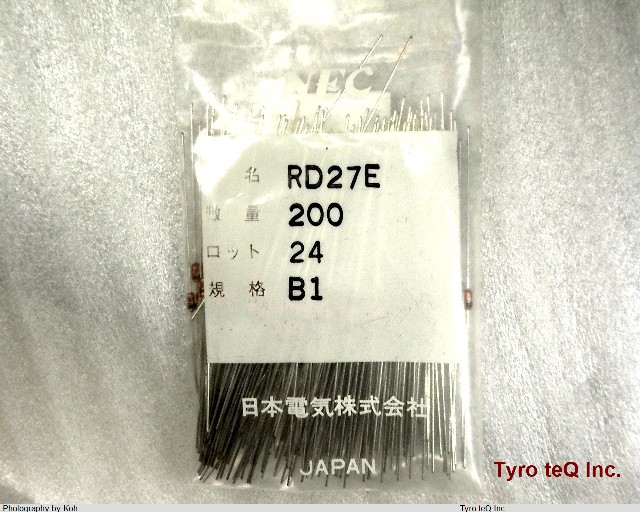 NEC
名 RD27E
数 量 200
ロット 24
規 格 B1
日本電気株式会社
JAPAN
Tyro teQ Inc.
Photography by Koh
Tyro teQ Inc